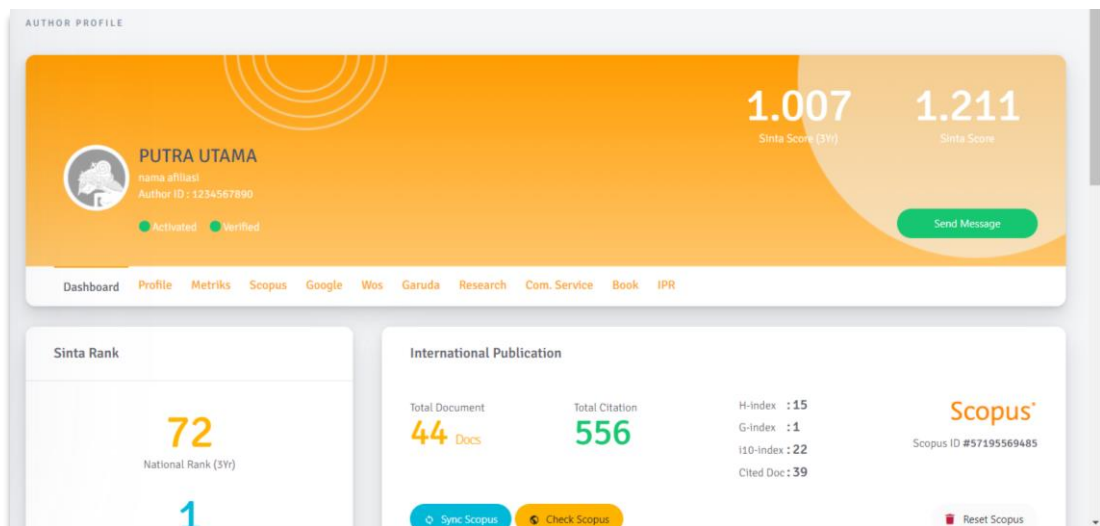 AUTHOR PROFILE
1.007
Sinta Score (3Yr)
1.211
Sinta Score
PUTRA UTAMA
nama afiliasi
Author ID : 1234567890
Activated Verified
Send Message
Dashboard Profile Metriks Scopus Google Wos Garuda Research Com. Service Book IPR
Sinta Rank
72
National Rank (3Yr)
1
International Publication
Total Document
44 Docs
Total Citation
556
H-index : 15
G-index : 1
i10-index : 22
Cited Doc : 39
Scopus
Scopus ID #57195569485
Sync Scopus
Check Scopus
Reset Scopus